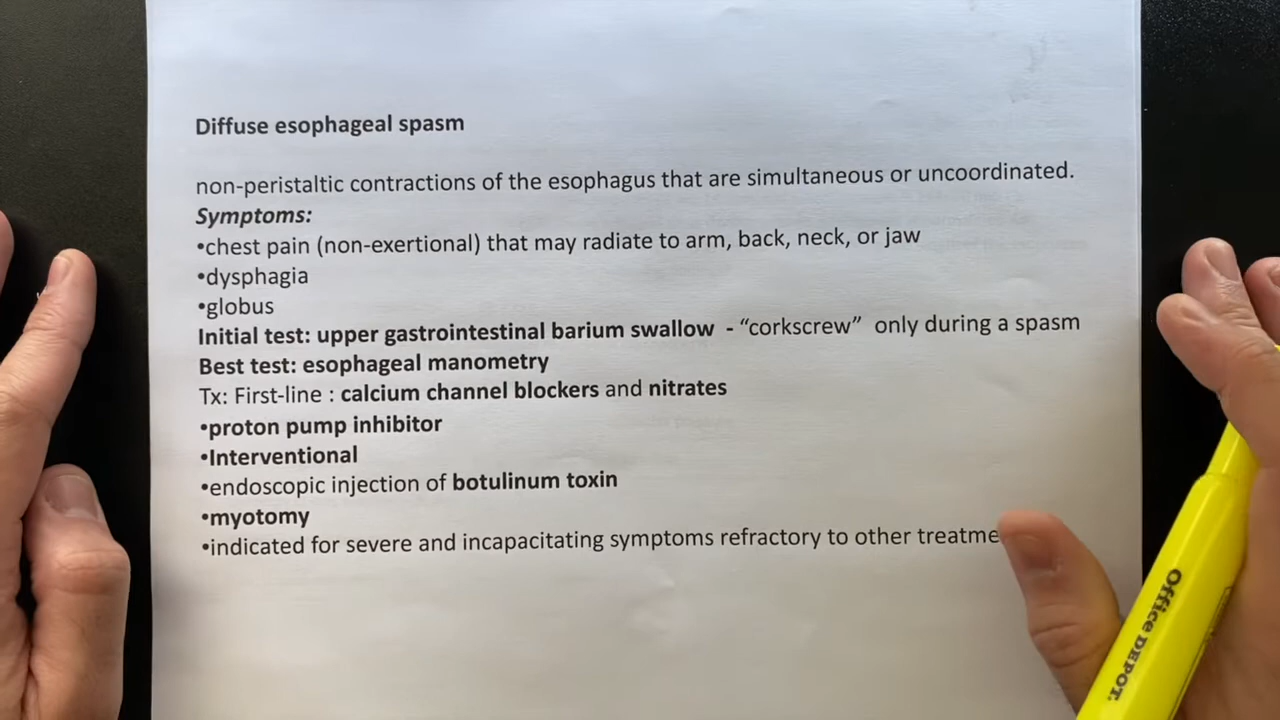 Diffuse esophageal spasm
non-peristaltic contractions of the esophagus that are simultaneous or uncoordinated.
Symptoms:
•chest pain (non-exertional) that may radiate to arm, back, neck, or jaw
•dysphagia
•globus
Initial test: upper gastrointestinal barium swallow - “corkscrew” only during a spasm
Best test: esophageal manometry
Tx: First-line : calcium channel blockers and nitrates
•proton pump inhibitor
•Interventional
•endoscopic injection of botulinum toxin
•myotomy
•indicated for severe and incapacitating symptoms refractory to other treatme
Office DEPOT.